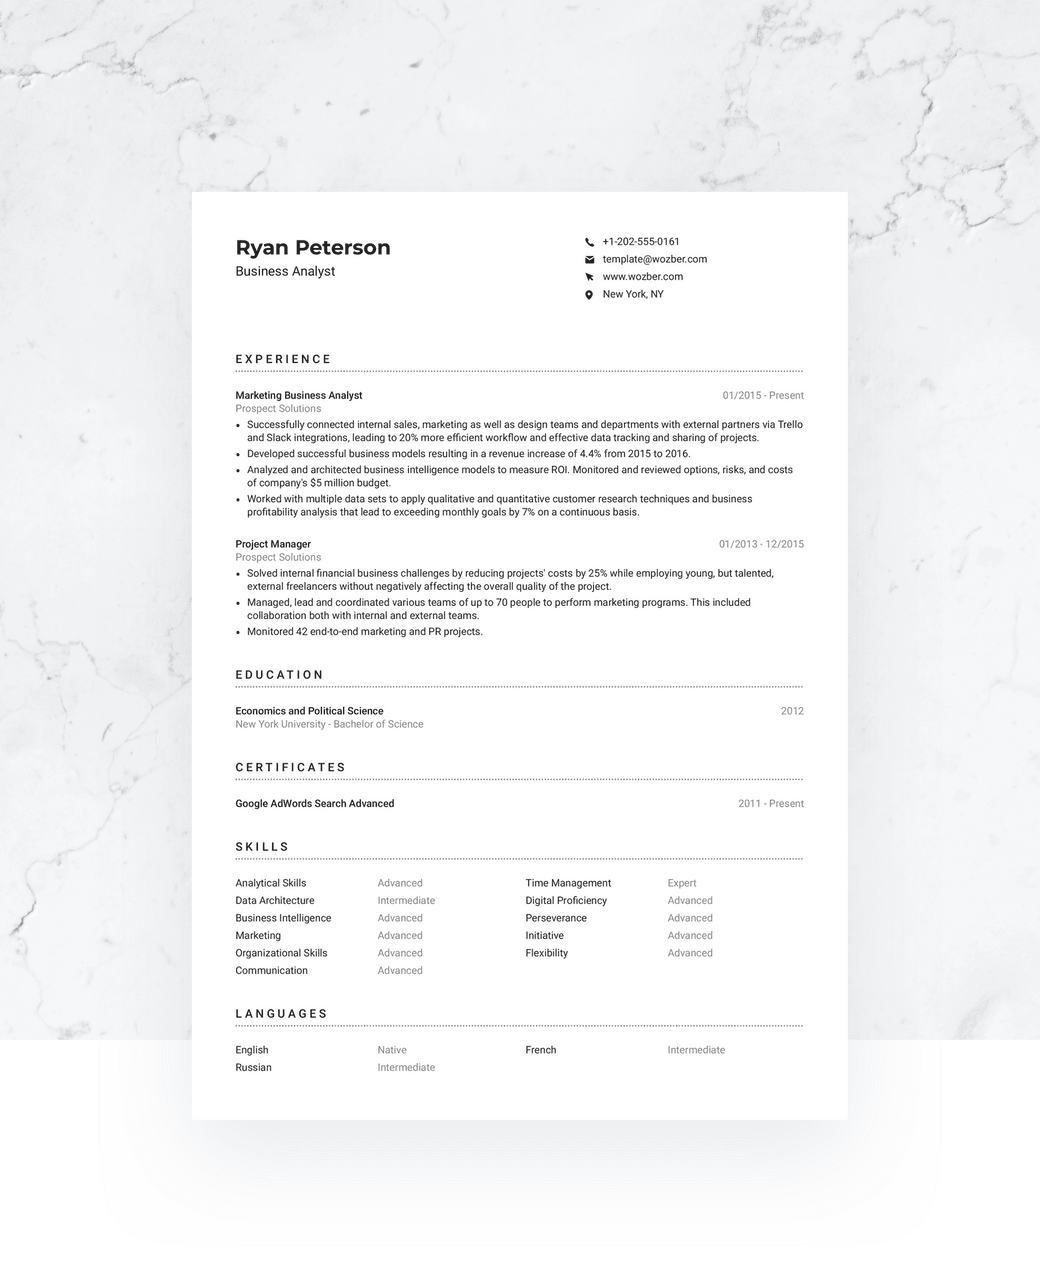 Ryan Peterson
Business Analyst
+1-202-555-0161
template@wozber.com
www.wozber.com
New York, NY
EXPERIENCE
Marketing Business Analyst 01/2015 - Present
Prospect Solutions
• Successfully connected internal sales, marketing as well as design teams and departments with external partners via Trello
and Slack integrations, leading to 20% more efficient workflow and effective data tracking and sharing of projects.
• Developed successful business models resulting in a revenue increase of 4.4% from 2015 to 2016.
• Analyzed and architected business intelligence models to measure ROI. Monitored and reviewed options, risks, and costs
of company's $5 million budget.
• Worked with multiple data sets to apply qualitative and quantitative customer research techniques and business
profitability analysis that lead to exceeding monthly goals by 7% on a continuous basis.
Project Manager 01/2013 - 12/2015
Prospect Solutions
• Solved internal financial business challenges by reducing projects' costs by 25% while employing young, but talented,
external freelancers without negatively affecting the overall quality of the project.
• Managed, lead and coordinated various teams of up to 70 people to perform marketing programs. This included
collaboration both with internal and external teams.
• Monitored 42 end-to-end marketing and PR projects.
EDUCATION
Economics and Political Science 2012
New York University - Bachelor of Science
CERTIFICATES
Google AdWords Search Advanced 2011 - Present
SKILLS
Analytical Skills Advanced Time Management Expert
Data Architecture Intermediate Digital Proficiency Advanced
Business Intelligence Advanced Perseverance Advanced
Marketing Advanced Initiative Advanced
Organizational Skills Advanced Flexibility Advanced
Communication Advanced
LANGUAGES
English Native French Intermediate
Russian Intermediate